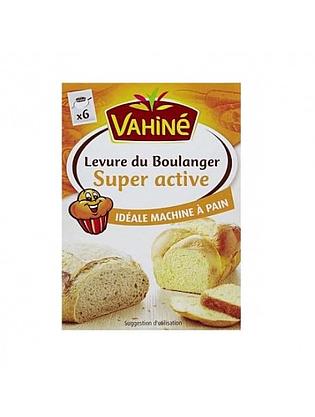 x6
VAHiNé
Levure du Boulanger
Super active
IDÉALE MACHINE À PAIN
Suggestion d'utilisation